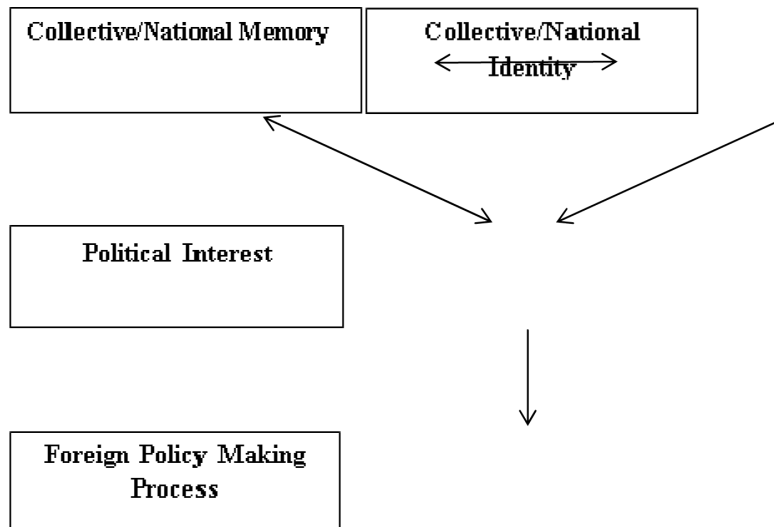 Collective/National Memory
Collective/National
Identity
Political Interest
Foreign Policy Making
Process